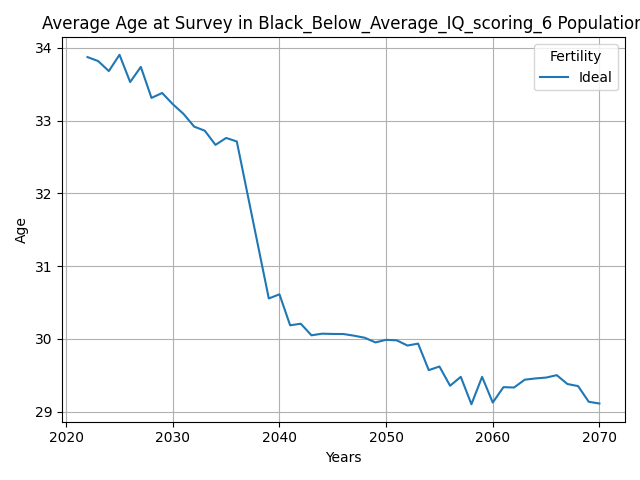 Average Age at Survey in Black_Below_Average_IQ_scoring_6 Population
Fertility
Ideal
34
33
32
31
30
29
Age
2020 2030 2040 2050 2060 2070
Years